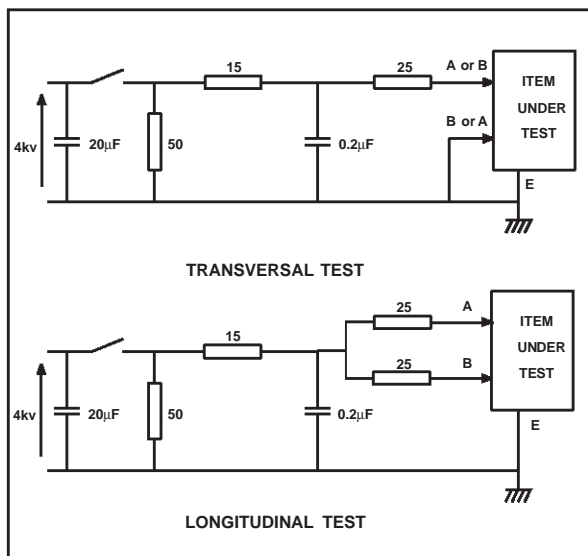 15
25
A or B
ITEM
UNDER
TEST
B or A
4kv
20μF
50
0.2μF
E
TRANSVERSAL TEST
25
A
ITEM
UNDER
TEST
15
25
B
4kv
20μF
50
0.2μF
E
LONGITUDINAL TEST